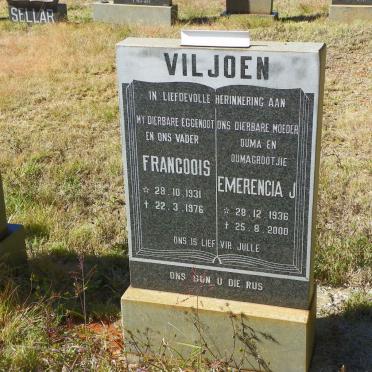 SELLAR
VILJOEN
IN LIEFDEVOLLE HERINNERING AAN
MY DIERBARE EGGENOOT
EN ONS VADER
FRANCOOIS
☆ 28.10.1931
† 22.3.1976
ONS DIERBARE MOEDER
OUMA EN
OUMAGROOTJIE
EMERENCIA J
☆ 28.12.1936
† 25.8.2000
ONS IS LIEF VIR JULLE
ONS GUN U DIE RUS